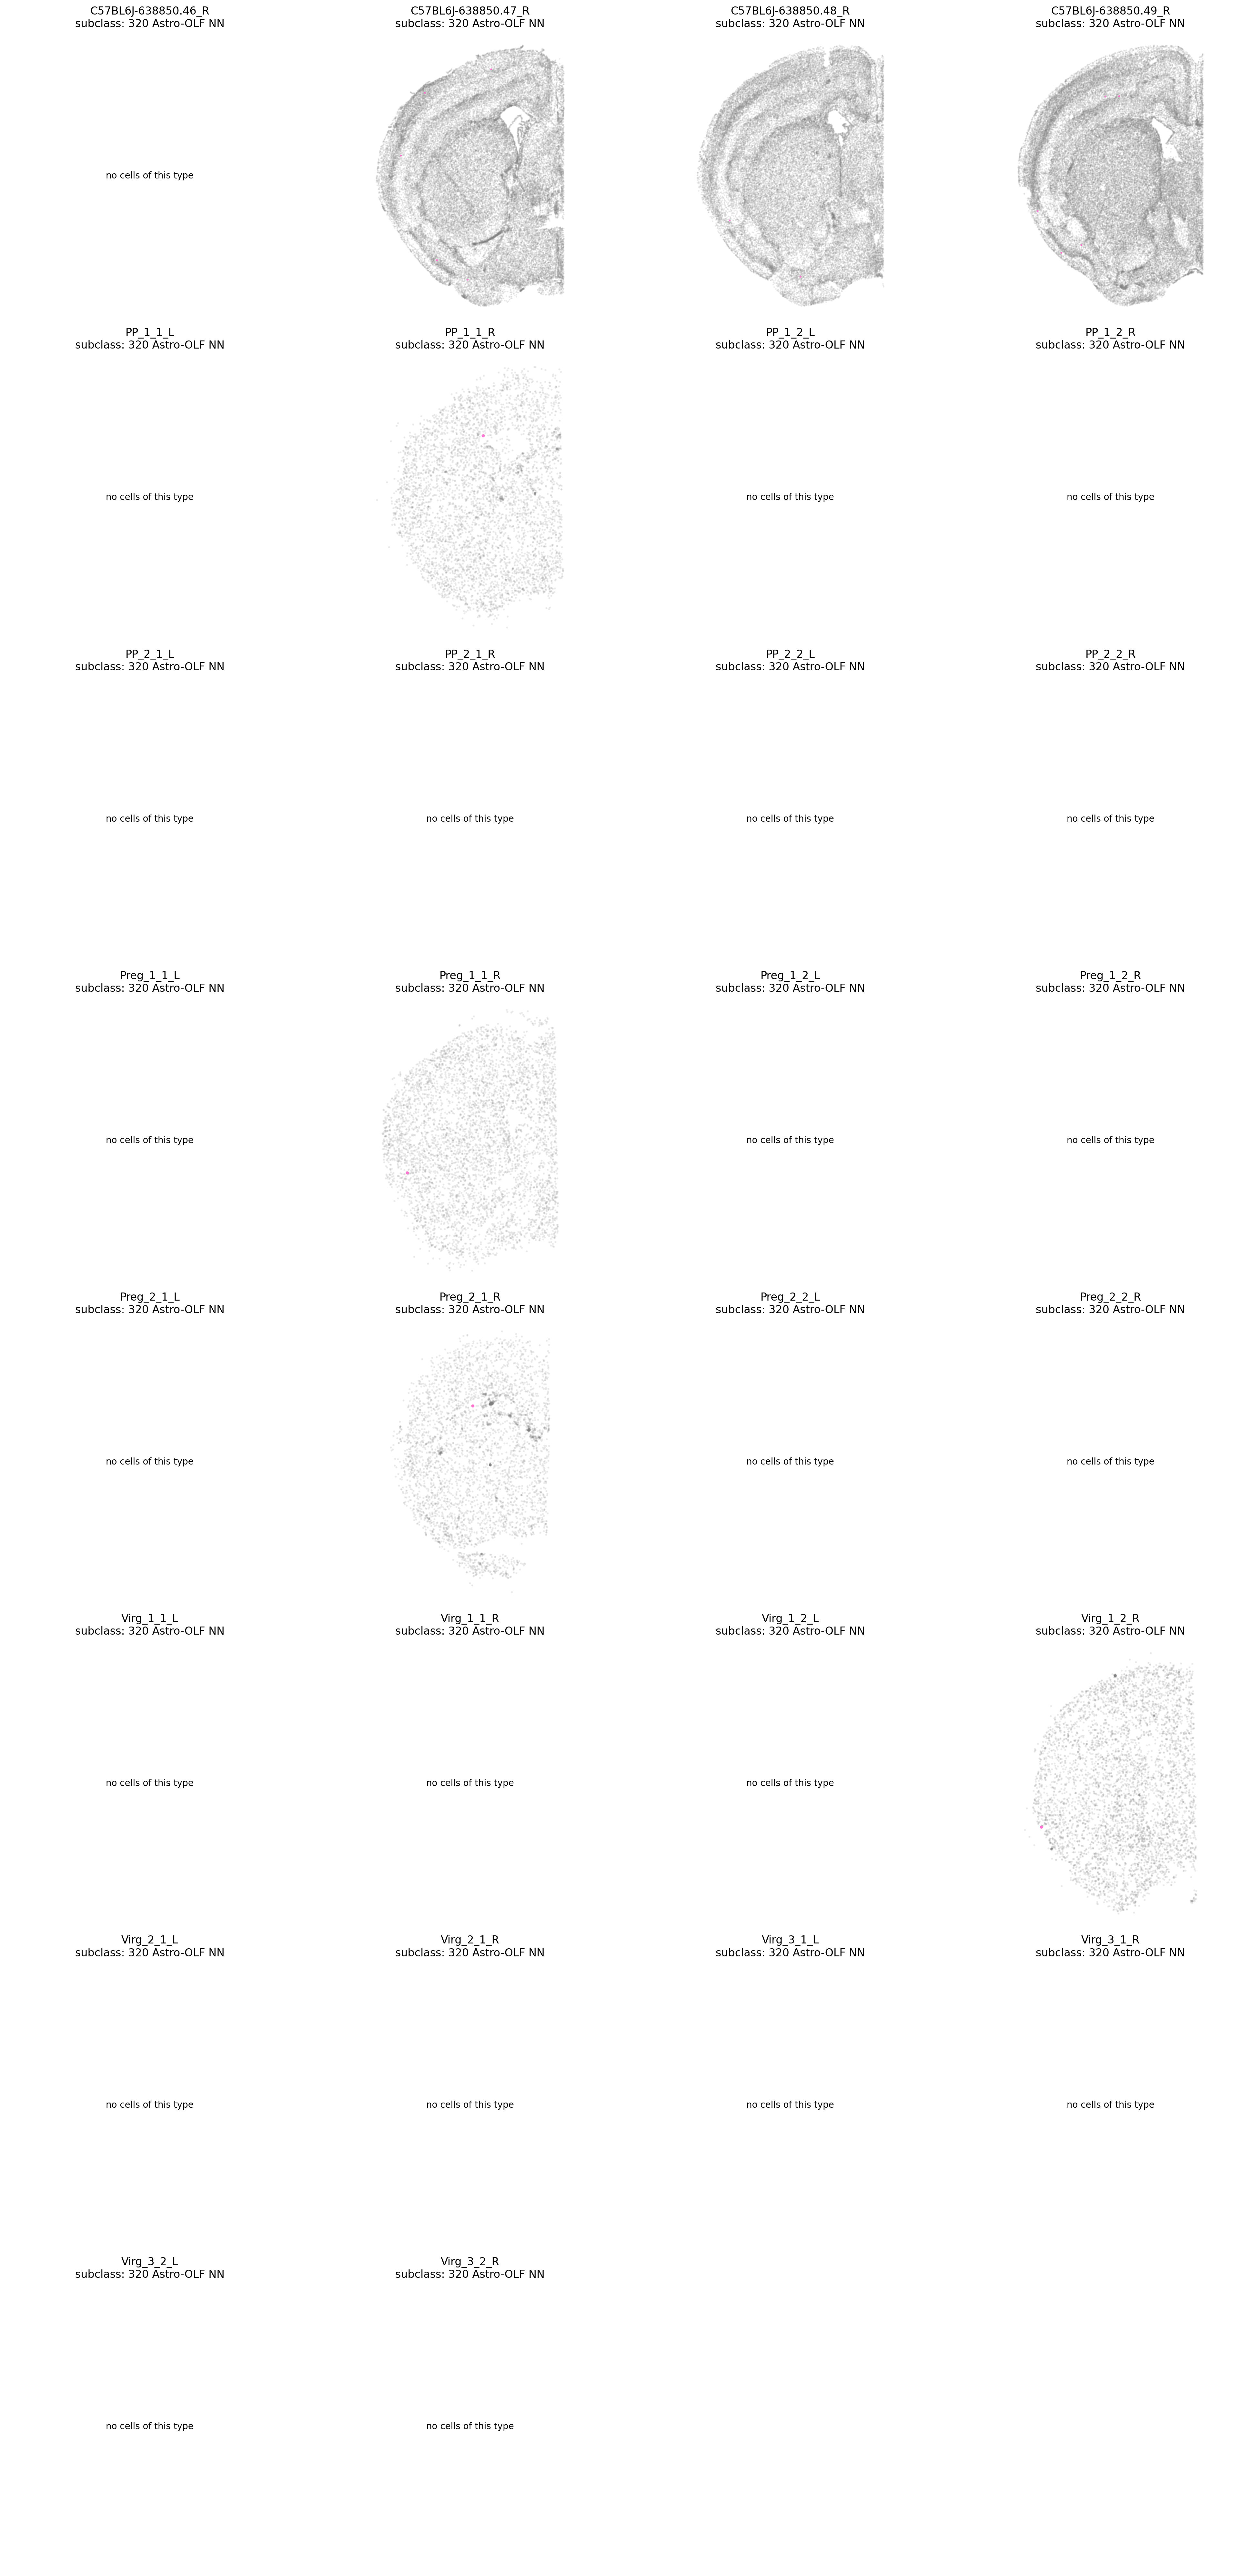 C57BL6J-638850.46_R
subclass: 320 Astro-OLF NN
C57BL6J-638850.47_R
subclass: 320 Astro-OLF NN
C57BL6J-638850.48_R
subclass: 320 Astro-OLF NN
C57BL6J-638850.49_R
subclass: 320 Astro-OLF NN
no cells of this type
PP_1_1_L
subclass: 320 Astro-OLF NN
PP_1_1_R
subclass: 320 Astro-OLF NN
PP_1_2_L
subclass: 320 Astro-OLF NN
PP_1_2_R
subclass: 320 Astro-OLF NN
no cells of this type
no cells of this type
no cells of this type
PP_2_1_L
subclass: 320 Astro-OLF NN
PP_2_1_R
subclass: 320 Astro-OLF NN
PP_2_2_L
subclass: 320 Astro-OLF NN
PP_2_2_R
subclass: 320 Astro-OLF NN
no cells of this type
no cells of this type
no cells of this type
no cells of this type
Preg_1_1_L
subclass: 320 Astro-OLF NN
Preg_1_1_R
subclass: 320 Astro-OLF NN
Preg_1_2_L
subclass: 320 Astro-OLF NN
Preg_1_2_R
subclass: 320 Astro-OLF NN
no cells of this type
no cells of this type
no cells of this type
Preg_2_1_L
subclass: 320 Astro-OLF NN
Preg_2_1_R
subclass: 320 Astro-OLF NN
Preg_2_2_L
subclass: 320 Astro-OLF NN
Preg_2_2_R
subclass: 320 Astro-OLF NN
no cells of this type
no cells of this type
no cells of this type
Virg_1_1_L
subclass: 320 Astro-OLF NN
Virg_1_1_R
subclass: 320 Astro-OLF NN
Virg_1_2_L
subclass: 320 Astro-OLF NN
Virg_1_2_R
subclass: 320 Astro-OLF NN
no cells of this type
no cells of this type
no cells of this type
Virg_2_1_L
subclass: 320 Astro-OLF NN
Virg_2_1_R
subclass: 320 Astro-OLF NN
Virg_3_1_L
subclass: 320 Astro-OLF NN
Virg_3_1_R
subclass: 320 Astro-OLF NN
no cells of this type
no cells of this type
no cells of this type
no cells of this type
Virg_3_2_L
subclass: 320 Astro-OLF NN
Virg_3_2_R
subclass: 320 Astro-OLF NN
no cells of this type
no cells of this type